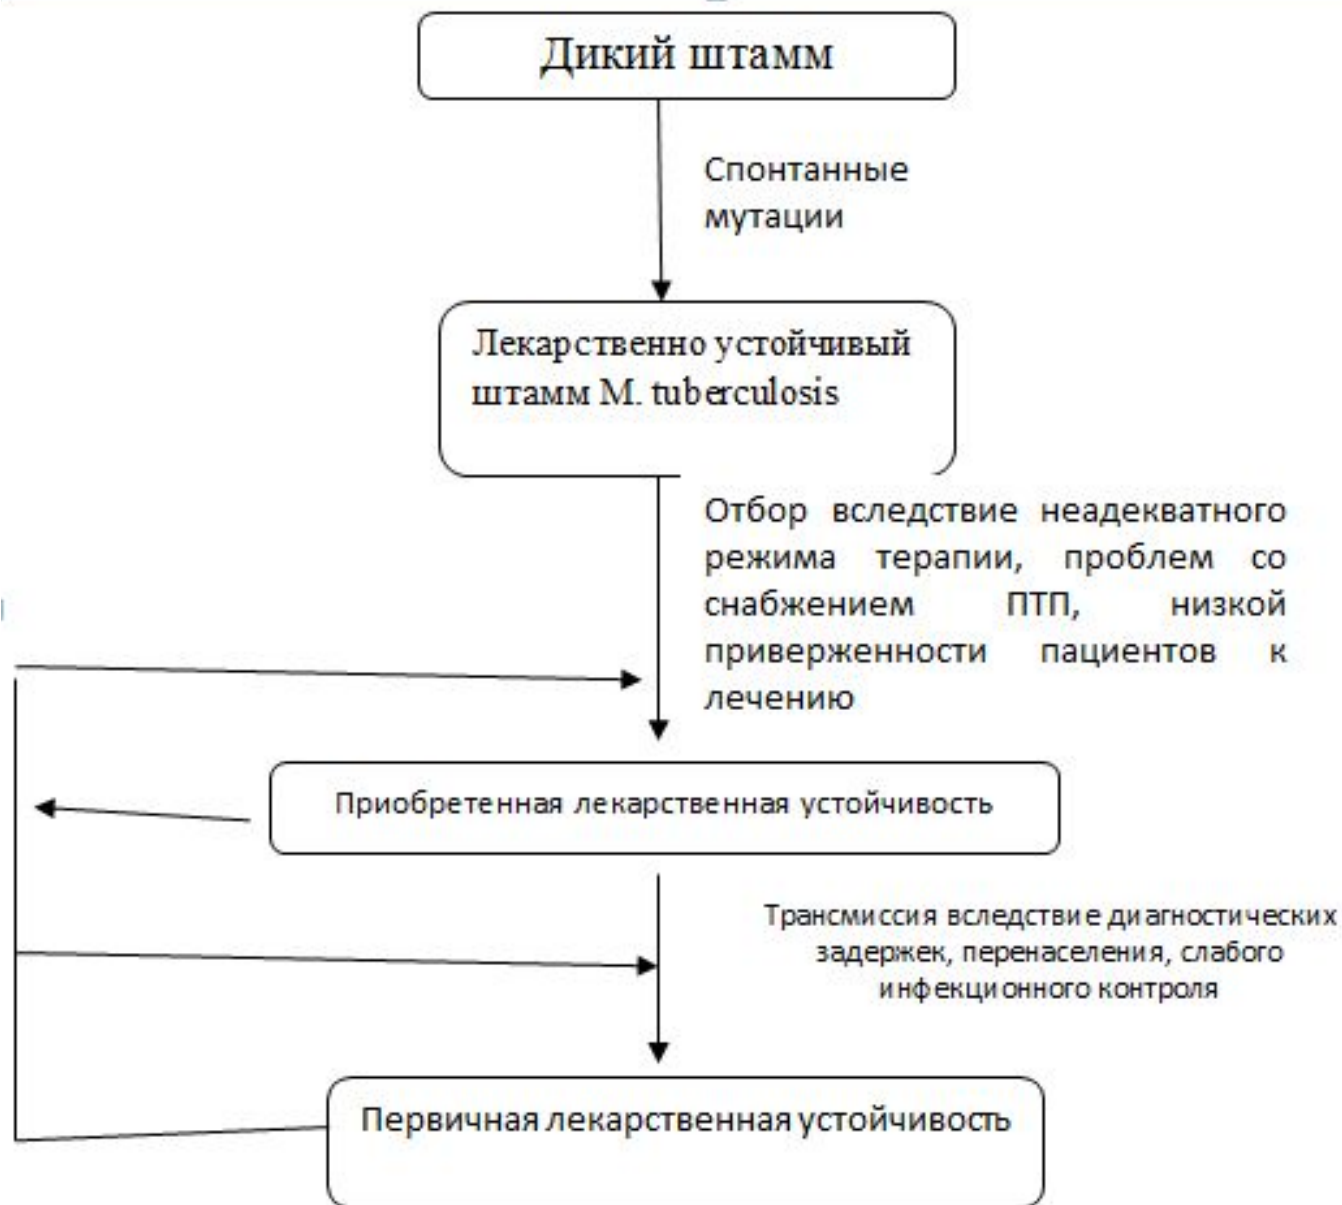 Дикий штамм
Спонтанные
мутации
Лекарственно устойчивый
штамм M. tuberculosis
Отбор вследствие неадекватного
режима терапии, проблем со
снабжением ПТП, низкой
приверженности пациентов к
лечению
Приобретенная лекарственная устойчивость
Трансмиссия вследствие диагностических
задержек, перенаселения, слабого
инфекционного контроля
Первичная лекарственная устойчивость